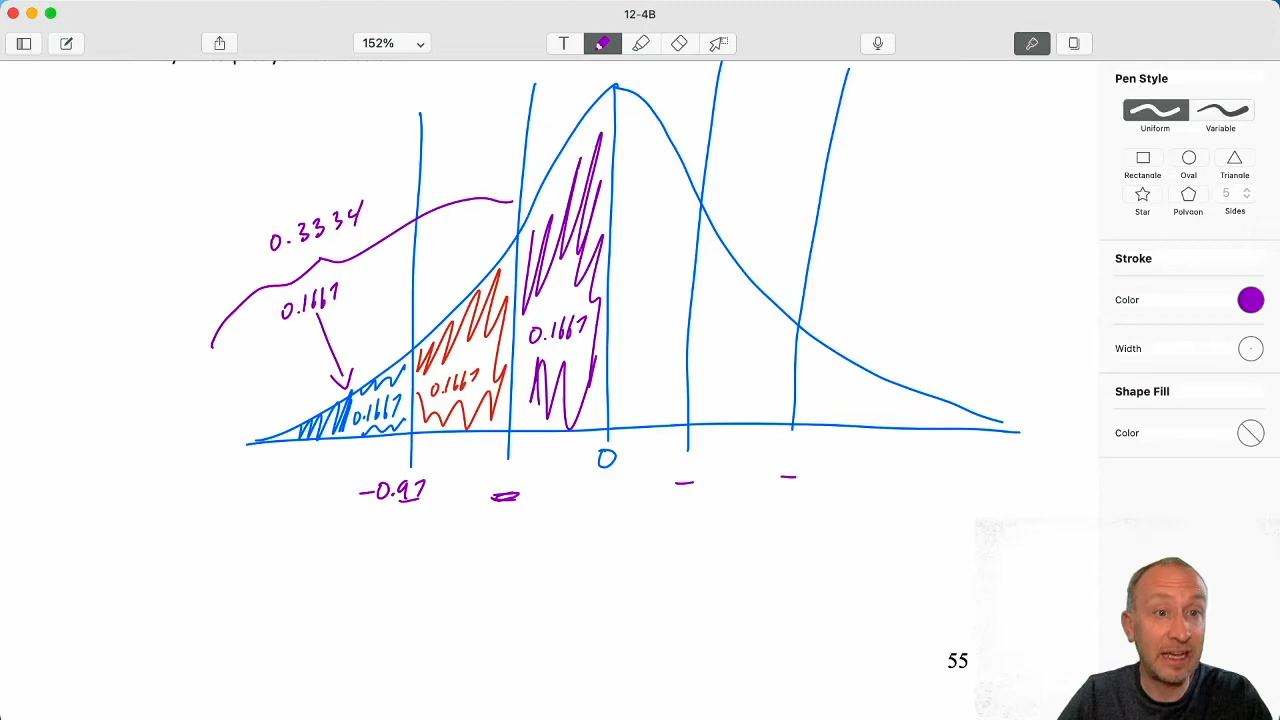 12-4B
152%
T
Pen Style
Uniform
Variable
Rectangle
Oval
Triangle
Star
Polygon
5
Sides
Stroke
Color
Width
Shape Fill
Color
0.3334
0.1667
0.1667
0.1667
0.1667
0
-0.97
55